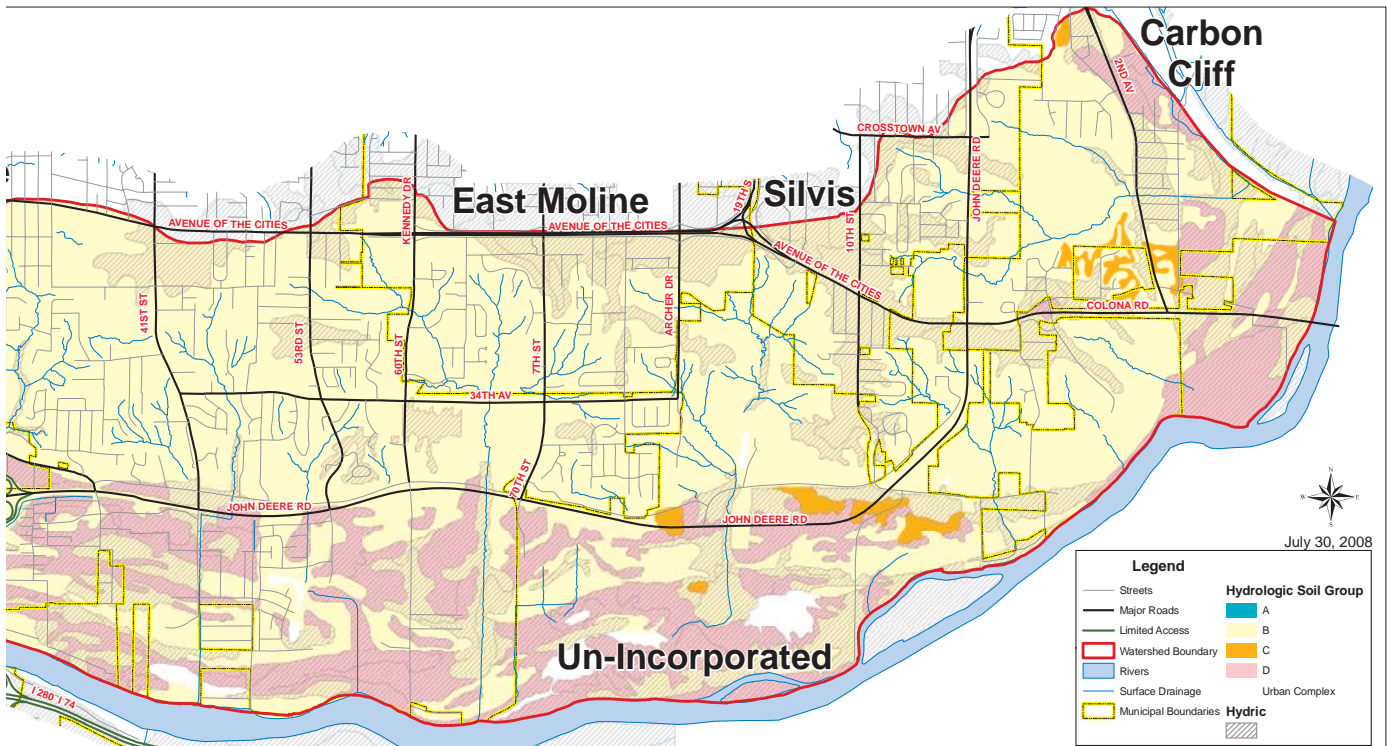 Carbon
Cliff
2ND AV
CROSSTOWN AV
JOHN DEERE RD
KENNEDY DR
East Moline
19TH S
Silvis
AVENUE OF THE CITIES
AVENUE OF THE CITIES
10TH ST
AVENUE OF THE CITIES
41ST ST
53RD ST
60TH ST
7TH ST
ARCHER DR
COLONA RD
34TH AV
70TH ST
JOHN DEERE RD
JOHN DEERE RD
Un-Incorporated
I 280 I 74
N
W E
S
July 30, 2008
Legend
Streets
Major Roads
Limited Access
Watershed Boundary
Rivers
Surface Drainage
Municipal Boundaries
Hydrologic Soil Group
A
B
C
D
Urban Complex
Hydric